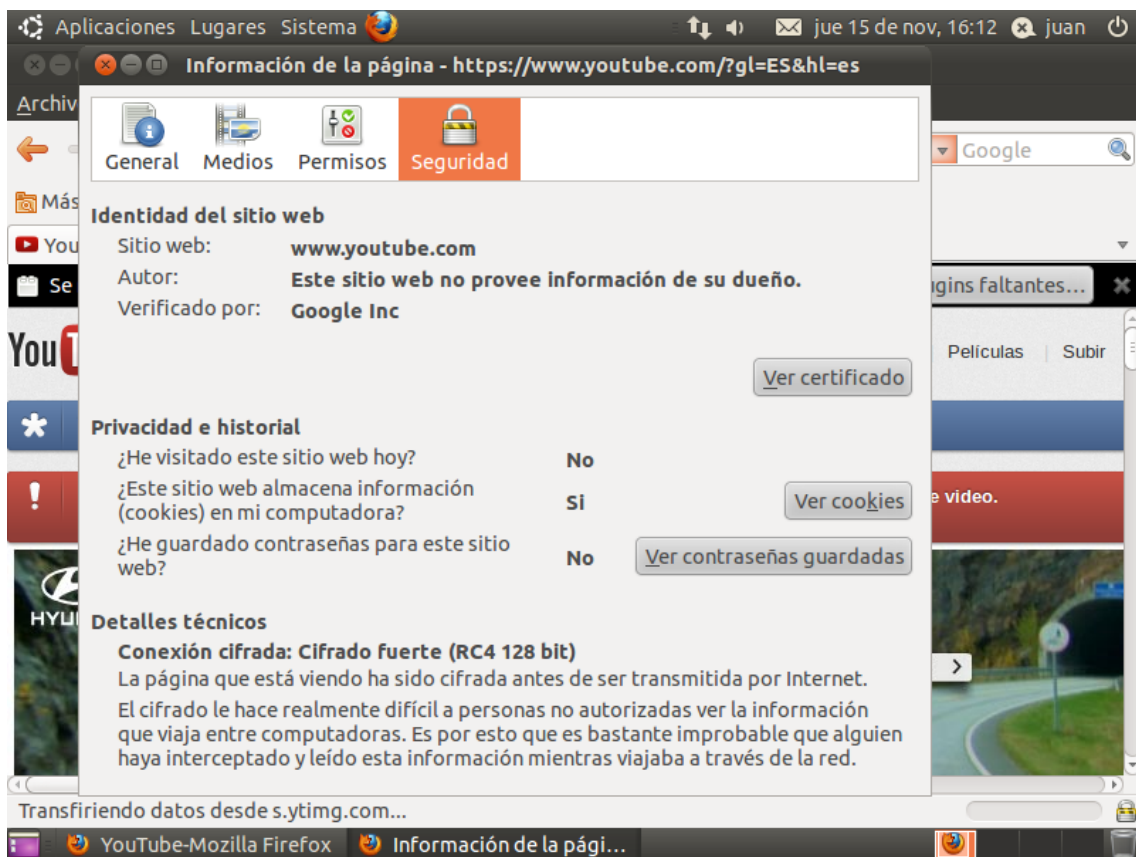 Aplicaciones Lugares Sistema jue 15 de nov, 16:12 juan
Información de la página - https://www.youtube.com/?gl=ES&hl=es
Archiv
General Medios Permisos Seguridad
Google
Más
Identidad del sitio web
You
Sitio web: www.youtube.com
Autor: Este sitio web no provee información de su dueño.
Se
ugins faltantes...
Verificado por: Google Inc
You
Películas Subir
Ver certificado
Privacidad e historial
¿He visitado este sitio web hoy? No
¿Este sitio web almacena información
(cookies) en mi computadora? Si Ver cookies
!
e video.
¿He guardado contraseñas para este sitio
web? No Ver contraseñas guardadas
HYU
Detalles técnicos
Conexión cifrada: Cifrado fuerte (RC4 128 bit)
La página que está viendo ha sido cifrada antes de ser transmitida por Internet.
El cifrado le hace realmente difícil a personas no autorizadas ver la información
que viaja entre computadoras. Es por esto que es bastante improbable que alguien
haya interceptado y leído esta información mientras viajaba a través de la red.
Transfiriendo datos desde s.ytimg.com...
YouTube-Mozilla Firefox Información de la pági...